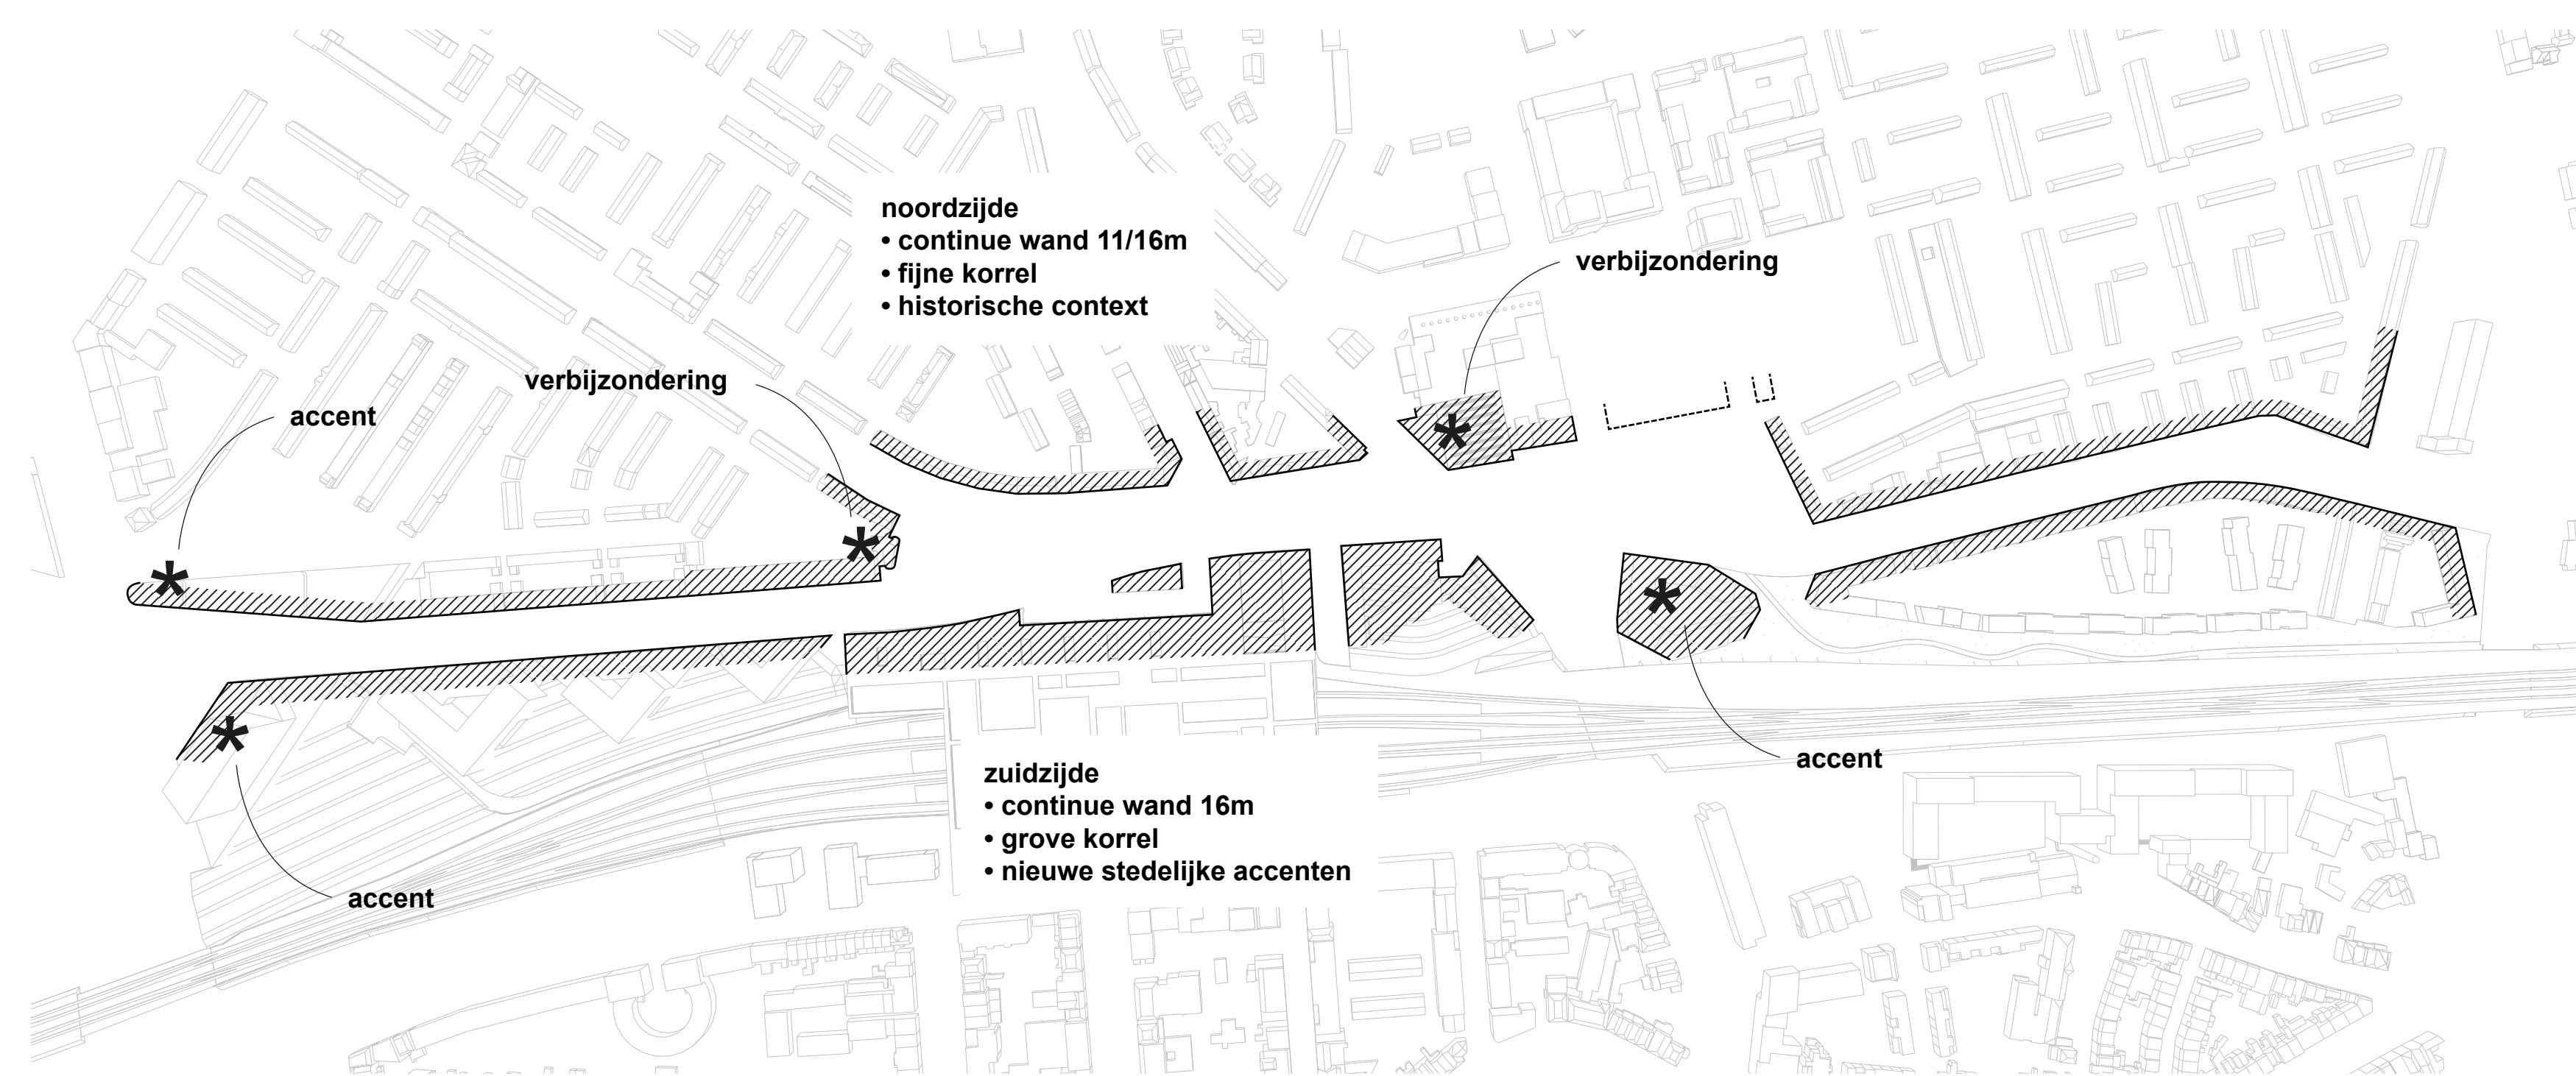 noordzijde
• continue wand 11/16m
• fijne korrel
• historische context
verbijzondering
verbijzondering
accent
zuidzijde
• continue wand 16m
• grove korrel
• nieuwe stedelijke accenten
accent
accent